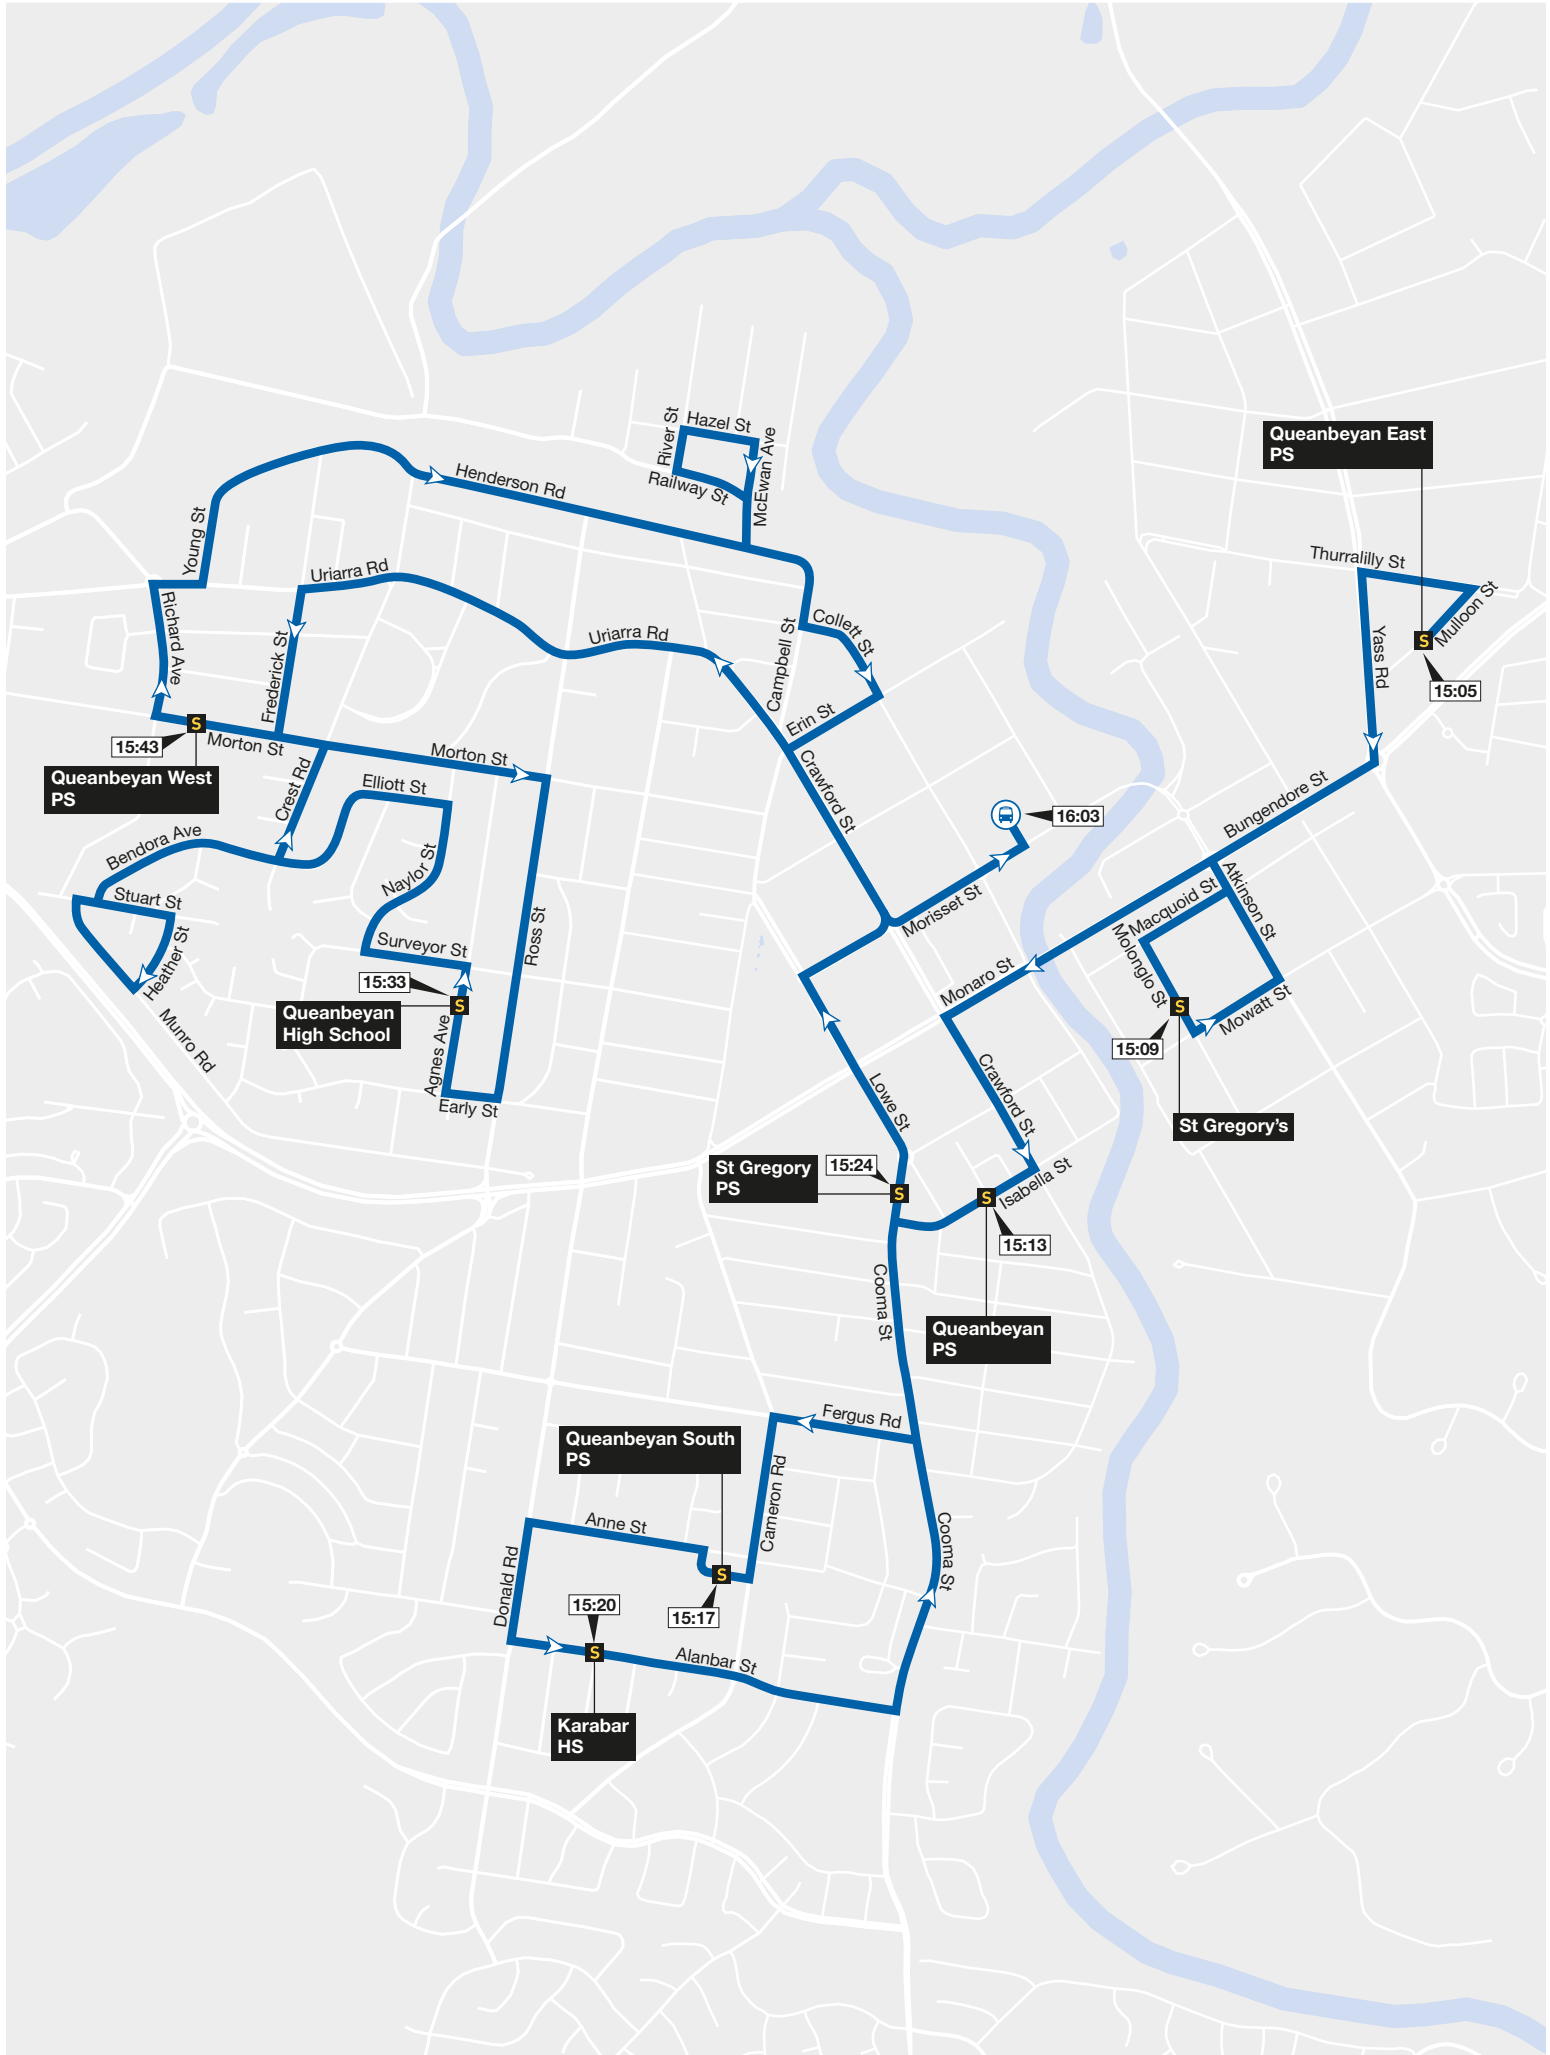 Hazel St
River St
McEwan Ave
Railway St
Queanbeyan East
PS
Henderson Rd
Young St
Thurralilly St
Uriarra Rd
Mulloon St
Richard Ave
Frederick St
Uriarra Rd
Campbell St
Collett St
Yass Rd
15:05
Erin St
15:43
Morton St
Morton St
Queanbeyan West
PS
Crest Rd
Elliott St
Crawford St
16:03
Bungendore St
Bendora Ave
Naylor St
Atkinson St
Macquoid St
Stuart St
Morisset St
Molonglo St
Heather St
Surveyor St
Ross St
15:33
Monaro St
Queanbeyan
High School
Agnes Ave
Munro Rd
Mowatt St
15:09
Early St
Lowe St
Crawford St
St Gregory's
St Gregory
PS
15:24
Isabella St
15:13
Cooma St
Queanbeyan
PS
Fergus Rd
Queanbeyan South
PS
Cameron Rd
Anne St
Cooma St
Donald Rd
15:20
15:17
Alanbar St
Karabar
HS
S
S
S
S
S
S
S
S